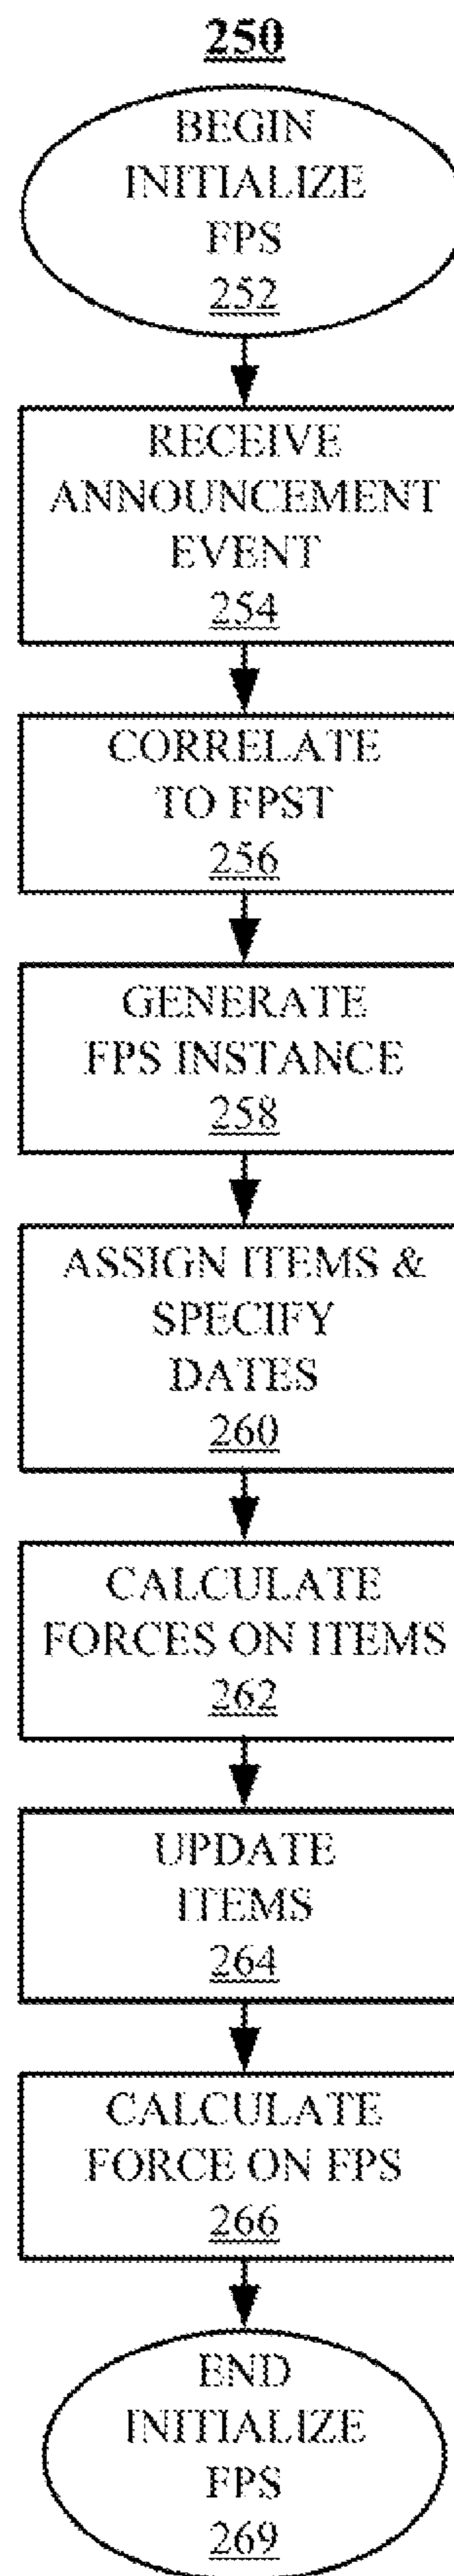 250
BEGIN
INITIALIZE
FPS
252
RECEIVE
ANNOUNCEMENT
EVENT
254
CORRELATE
TO FPST
256
GENERATE
FPS INSTANCE
258
ASSIGN ITEMS &
SPECIFY
DATES
260
CALCULATE
FORCES ON ITEMS
262
UPDATE
ITEMS
264
CALCULATE
FORCE ON FPS
266
END
INITIALIZE
FPS
269